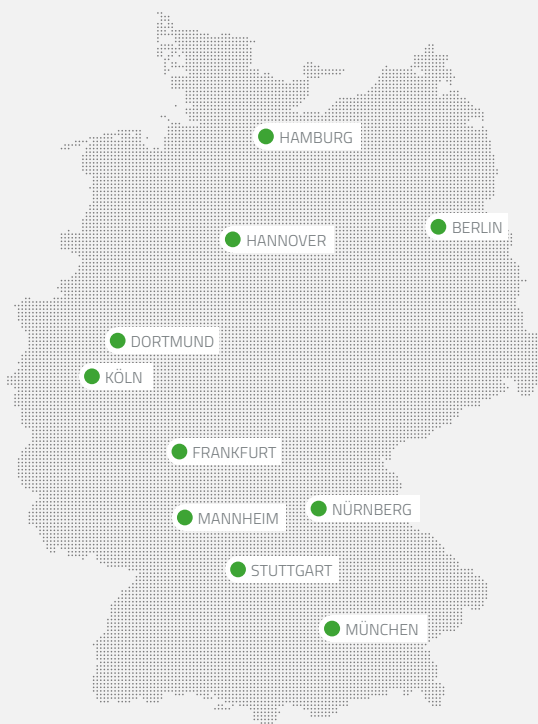 HAMBURG
BERLIN
HANNOVER
DORTMUND
KÖLN
FRANKFURT
NÜRNBERG
MANNHEIM
STUTTGART
MÜNCHEN